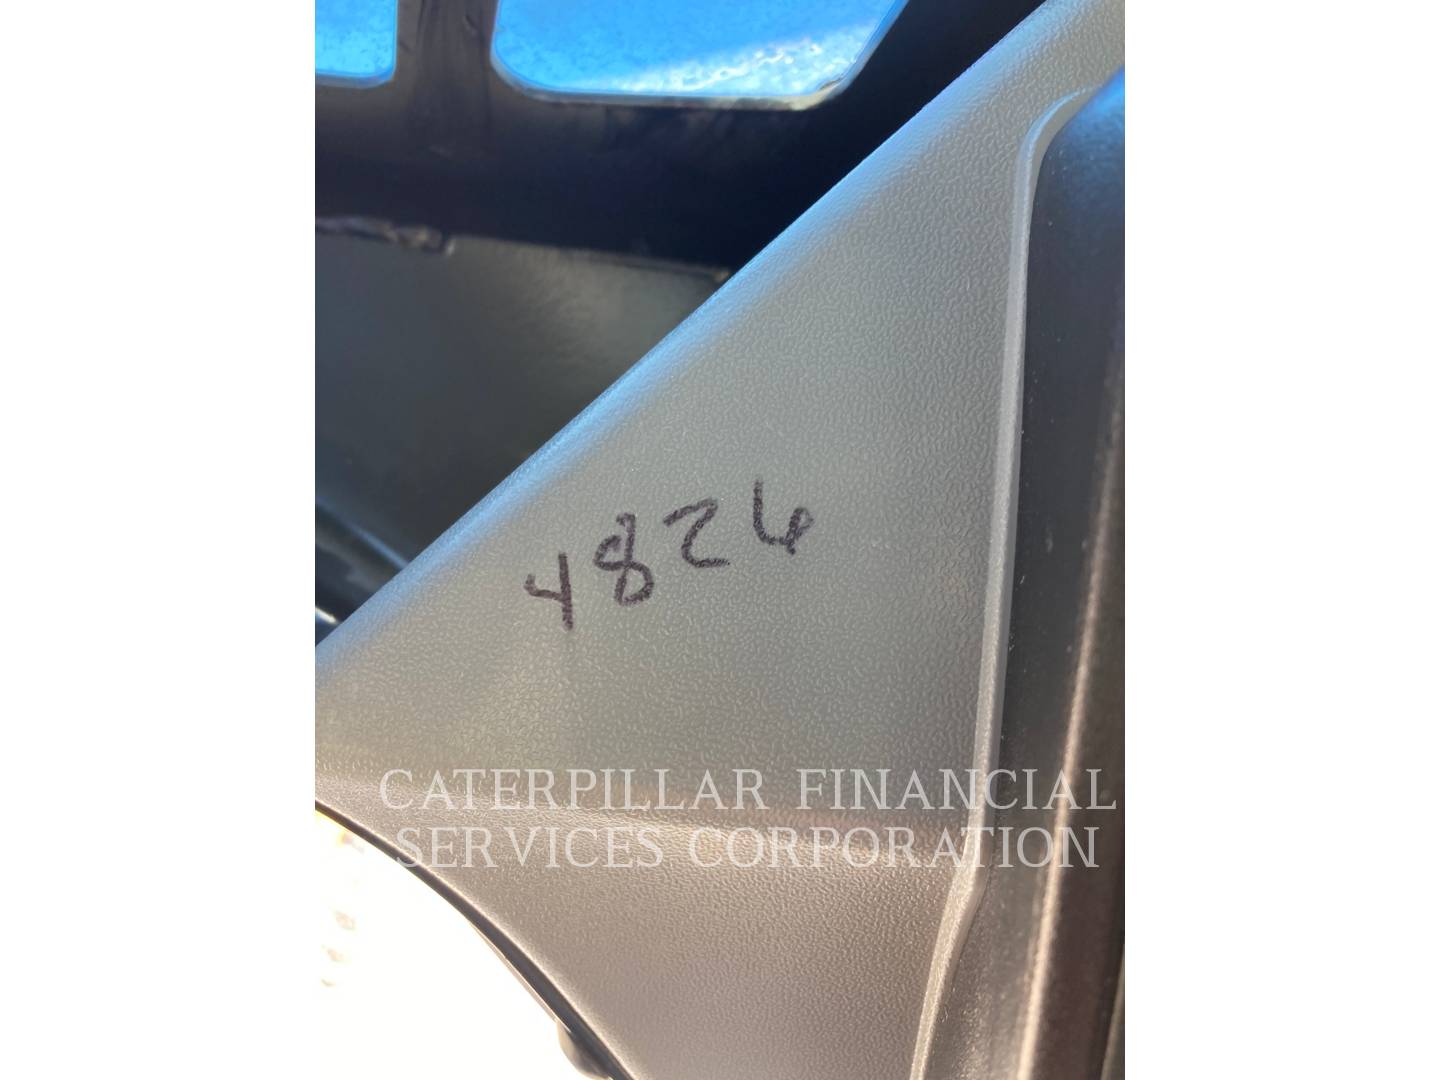 4826
CATERPILLAR FINANCIAL
SERVICES CORPORATION